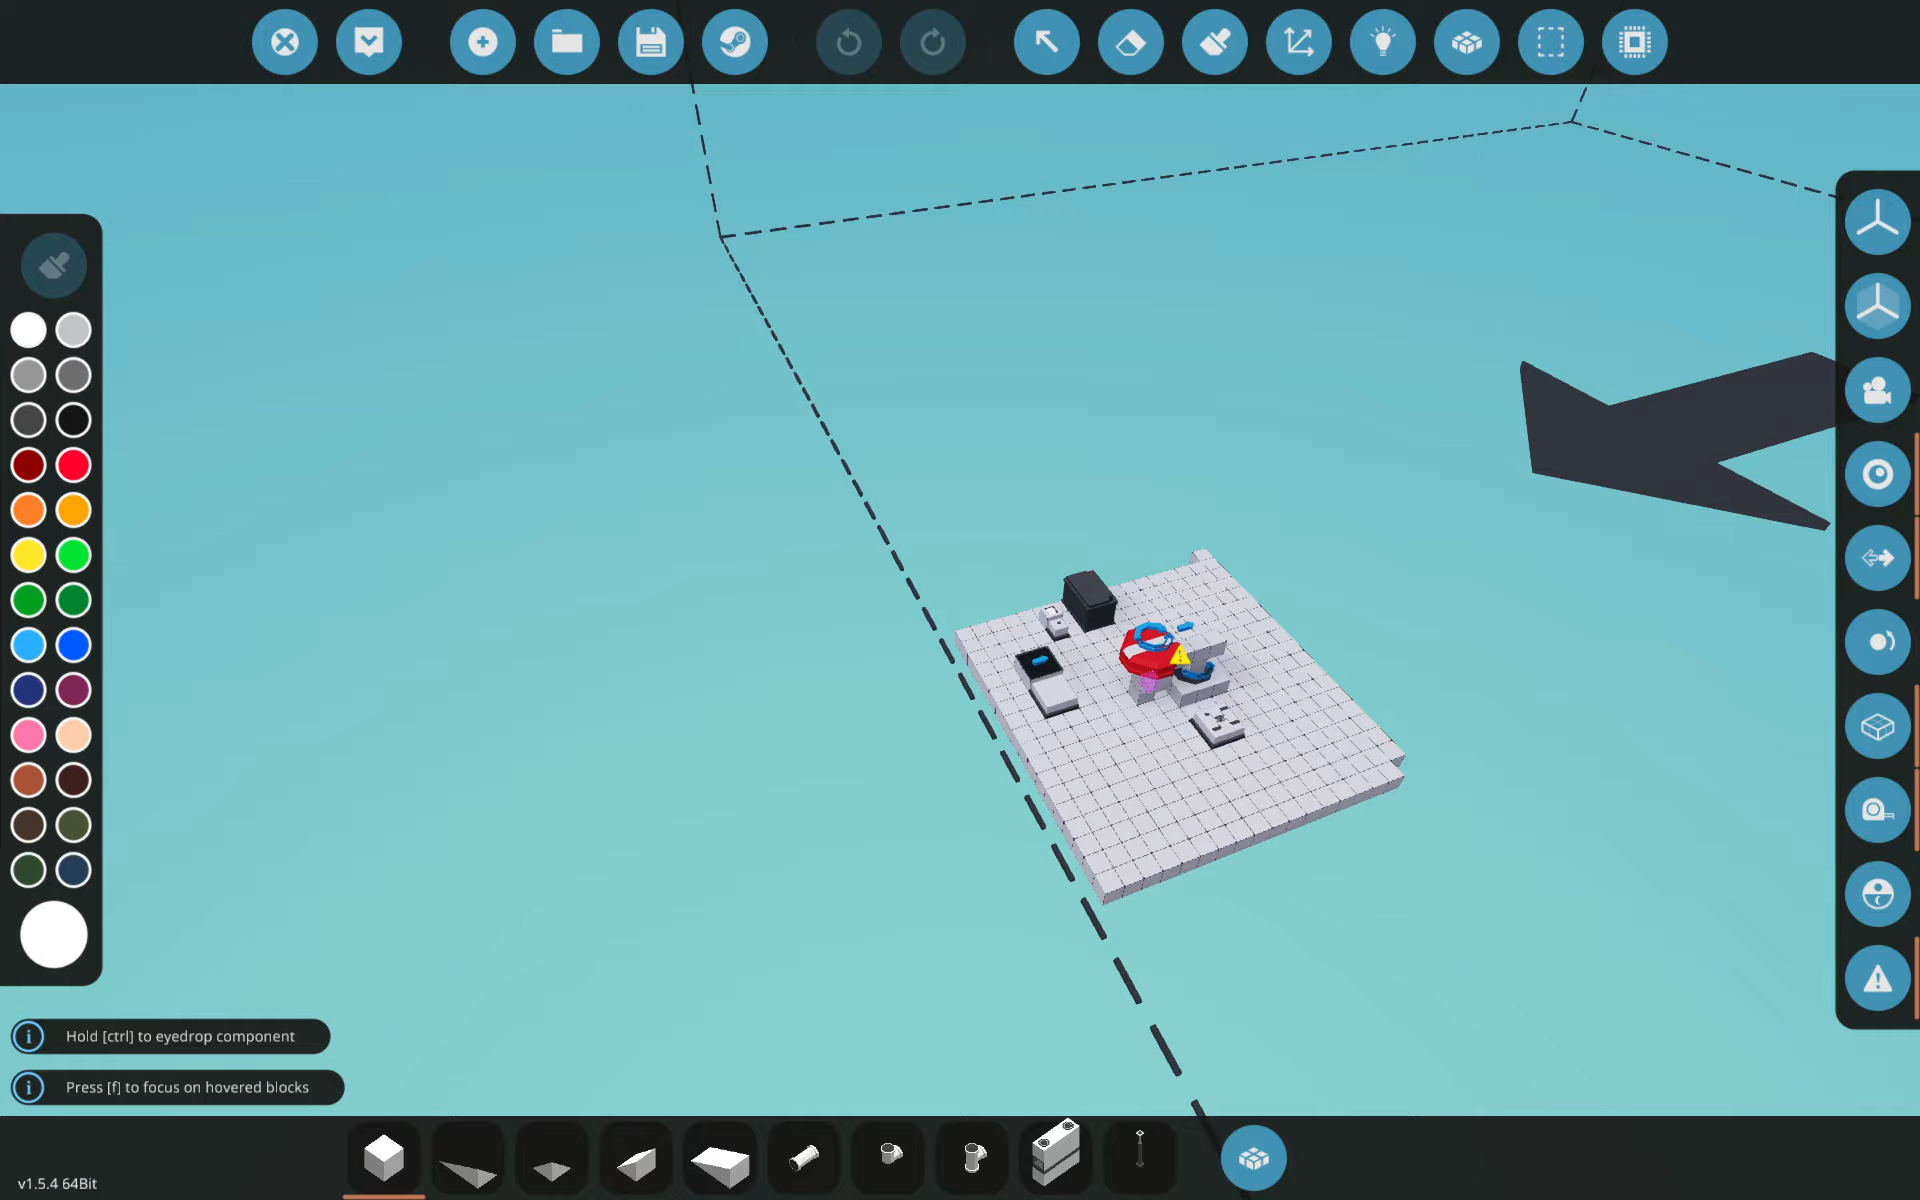 Hold [ctrl] to eyedrop component
Press [f] to focus on hovered blocks
v1.5.4 64Bit